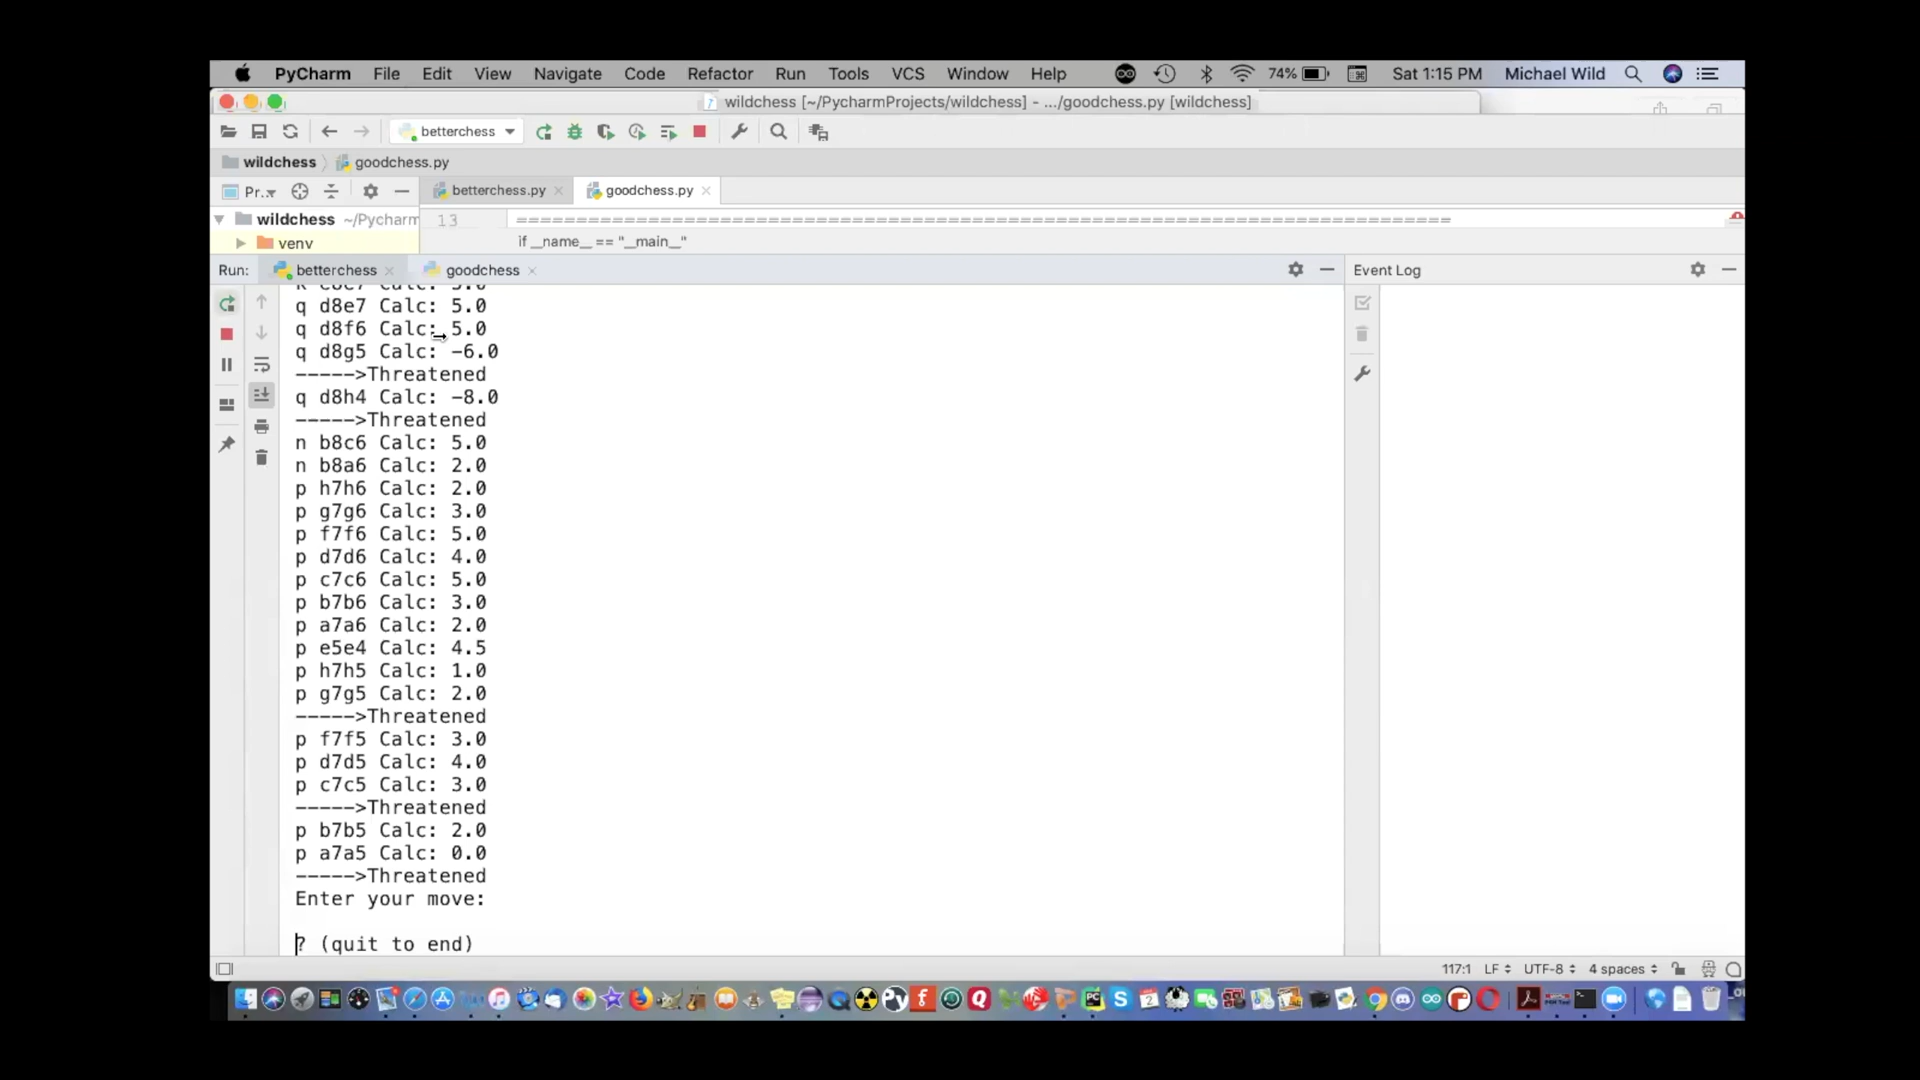 PyCharm File Edit View Navigate Code Refactor Run Tools VCS Window Help 74% Sat 1:15 PM Michael Wild
wildchess [~/PycharmProjects/wildchess] - .../goodchess.py [wildchess]
betterchess
wildchess goodchess.py
Pr... betterchess.py goodchess.py
wildchess ~/Pycharm 13 ==============================================================================
venv if __name__ == "__main__"
Run: betterchess goodchess Event Log
q d8e7 Calc: 5.0
q d8f6 Calc: 5.0
q d8g5 Calc: -6.0
----->Threatened
q d8h4 Calc: -8.0
----->Threatened
n b8c6 Calc: 5.0
n b8a6 Calc: 2.0
p h7h6 Calc: 2.0
p g7g6 Calc: 3.0
p f7f6 Calc: 5.0
p d7d6 Calc: 4.0
p c7c6 Calc: 5.0
p b7b6 Calc: 3.0
p a7a6 Calc: 2.0
p e5e4 Calc: 4.5
p h7h5 Calc: 1.0
p g7g5 Calc: 2.0
----->Threatened
p f7f5 Calc: 3.0
p d7d5 Calc: 4.0
p c7c5 Calc: 3.0
----->Threatened
p b7b5 Calc: 2.0
p a7a5 Calc: 0.0
----->Threatened
Enter your move:
? (quit to end)
117:1 LF UTF-8 4 spaces